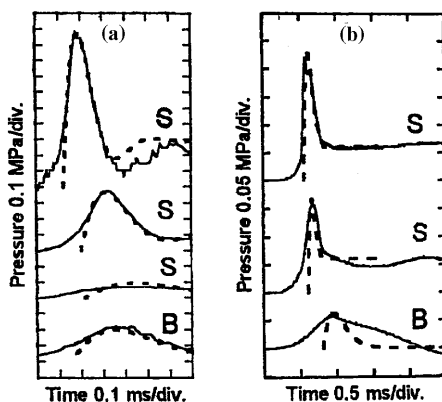 (a)
(b)
Pressure 0.1 MPa/div.
S
S
S
B
Time 0.1 ms/div.
Pressure 0.05 MPa/div.
S
S
B
Time 0.5 ms/div.